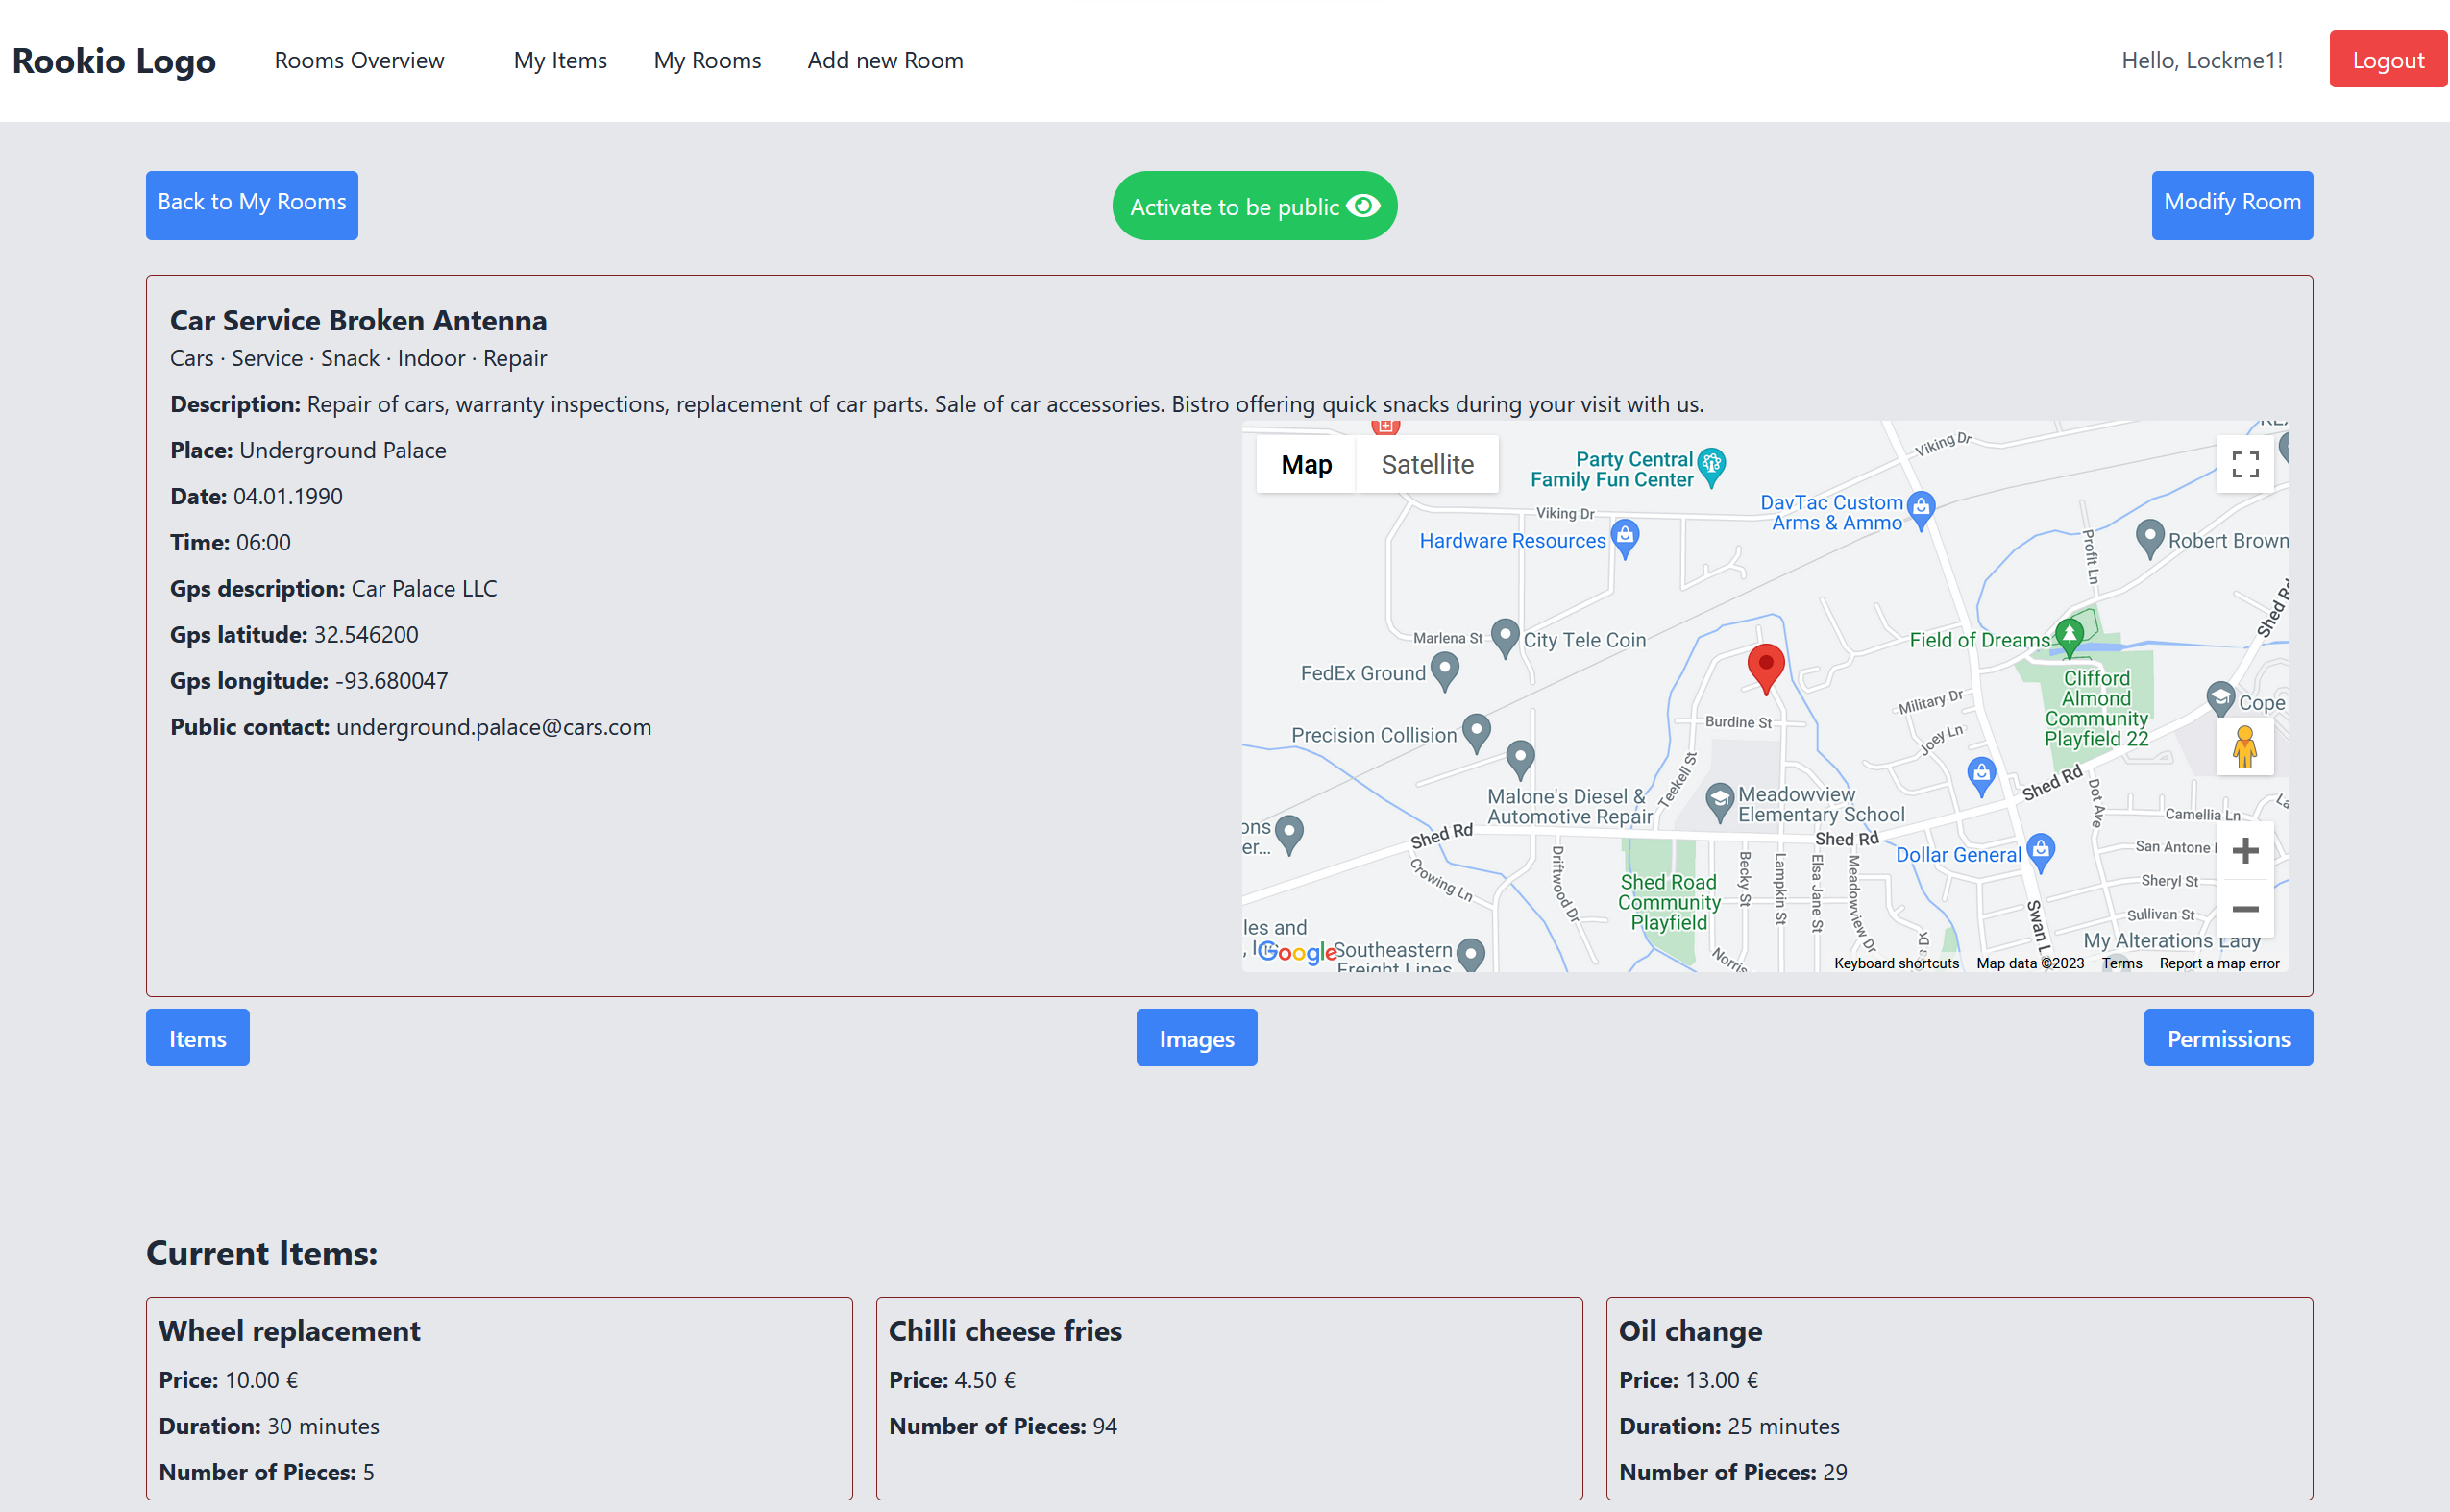 Rookio Logo
Rooms Overview
My Items
My Rooms
Add new Room
Hello, Lockme1!
Logout
Back to My Rooms
Activate to be public
Modify Room
Car Service Broken Antenna
Cars · Service · Snack · Indoor · Repair
Description: Repair of cars, warranty inspections, replacement of car parts. Sale of car accessories. Bistro offering quick snacks during your visit with us.
Place: Underground Palace
Date: 04.01.1990
Time: 06:00
Gps description: Car Palace LLC
Gps latitude: 32.546200
Gps longitude: -93.680047
Public contact: underground.palace@cars.com
Map
Satellite
Viking Dr
Party Central
Family Fun Center
DavTac Custom
Arms & Ammo
Viking Dr
Hardware Resources
Profit Ln
Robert Brown
Shed Rd
Marlena St
City Tele Coin
Field of Dreams
FedEx Ground
Clifford
Almond
Community
Playfield 22
Military Dr
Cope
Burdine St
Precision Collision
Joey Ln
Teekell St
Shed Rd
Dot Ave
Malone's Diesel &
Automotive Repair
Meadowview
Elementary School
Camellia Ln
ons
er...
Shed Rd
Shed Rd
Dollar General
San Antone
Crowing Ln
Driftwood Dr
Becky St
Lampkin St
Elsa Jane St
Meadowview Dr
Sheryl St
Shed Road
Community
Playfield
Swan L
Sullivan St
les and
Google
Southeastern
Freight Lines
Norris
My Alterations Lady
Keyboard shortcuts
Map data ©2023
Terms
Report a map error
Items
Images
Permissions
Current Items:
Wheel replacement
Price: 10.00 €
Duration: 30 minutes
Number of Pieces: 5
Chilli cheese fries
Price: 4.50 €
Number of Pieces: 94
Oil change
Price: 13.00 €
Duration: 25 minutes
Number of Pieces: 29